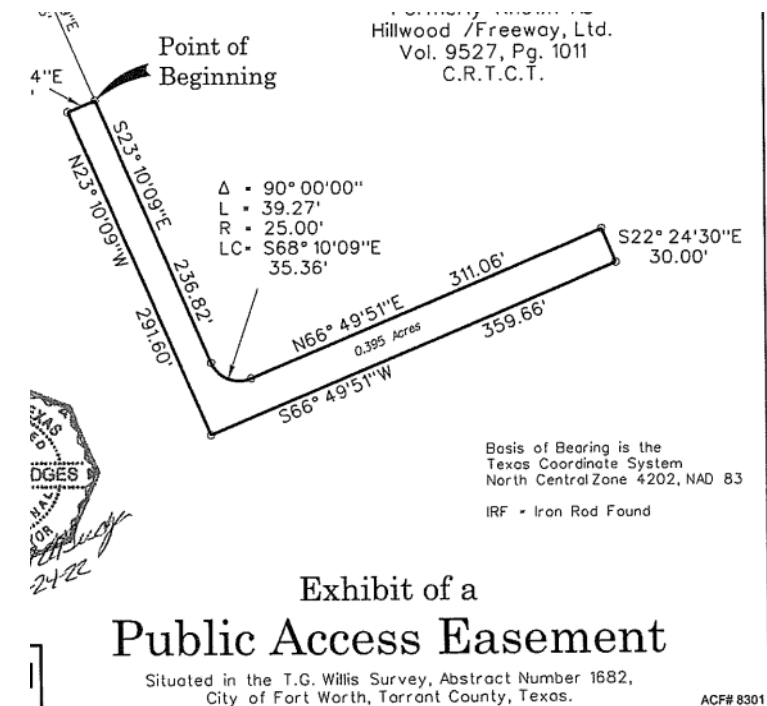 Hillwood /Freeway, Ltd.
Vol. 9527, Pg. 1011
C.R.T.C.T.
Point of
Beginning
4"E
S23° 10'09"E
236.82'
N23° 10'09"W
291.60'
Δ = 90° 00'00"
L = 39.27'
R = 25.00'
LC= S68° 10'09"E
35.36'
N66° 49'51"E
311.06'
0.395 Acres
S66° 49'51"W
359.66'
S22° 24'30"E
30.00'
DGES
-24-22
Basis of Bearing is the
Texas Coordinate System
North Central Zone 4202, NAD 83
IRF = Iron Rod Found
Exhibit of a
Public Access Easement
Situated in the T.G. Willis Survey, Abstract Number 1682,
City of Fort Worth, Tarrant County, Texas.
ACF# 8301